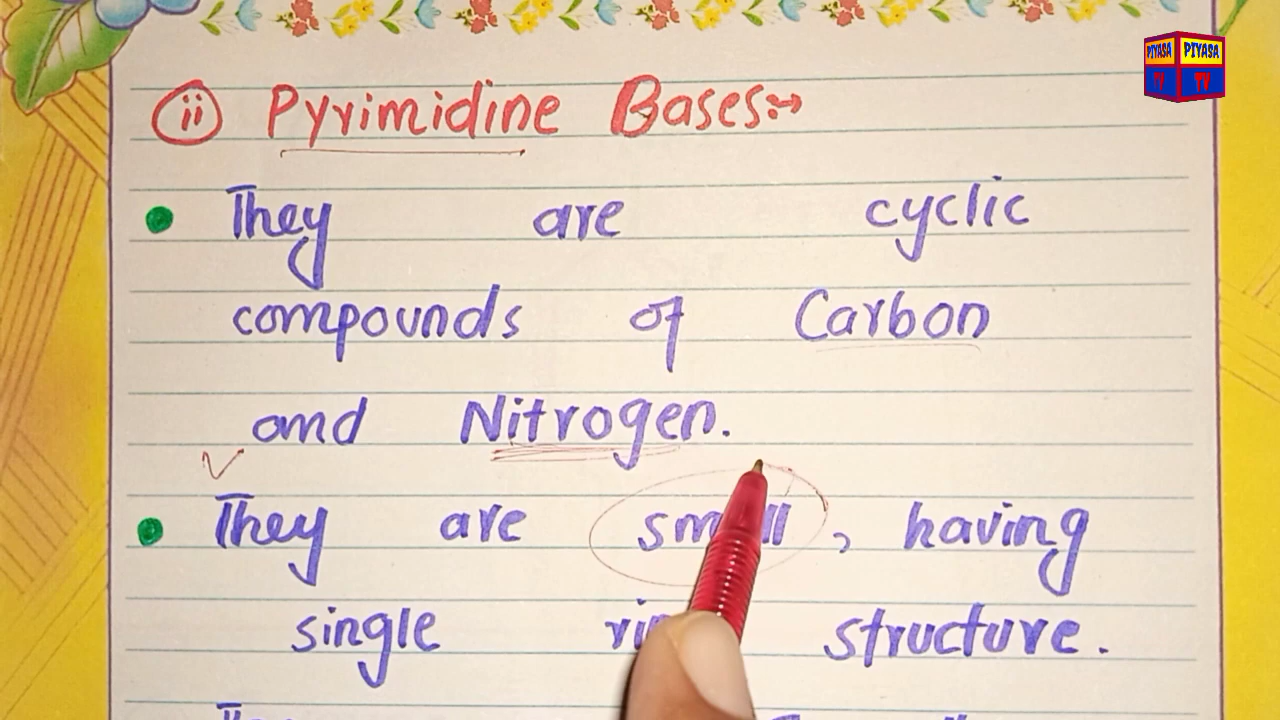 ii Pyrimidine Bases:→
They are cyclic
compounds of Carbon
and Nitrogen.
They are small, having
single structure.
PIYASA PIYASA
TV TV